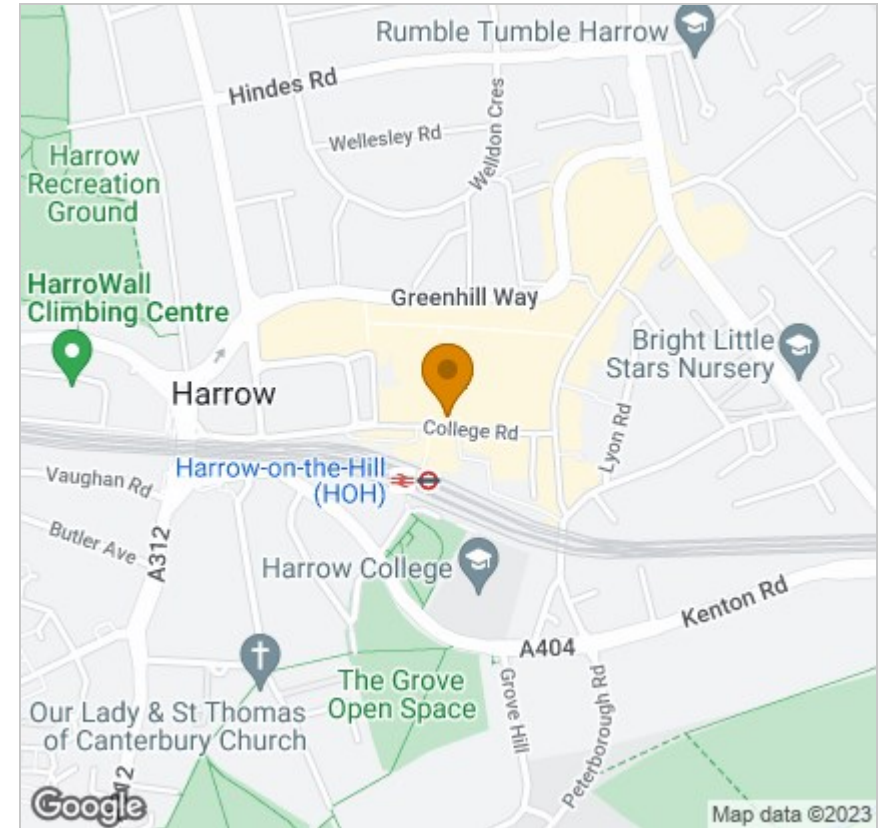 Rumble Tumble Harrow
Hindes Rd
Wellesley Rd
Welldon Cres
Harrow
Recreation
Ground
HarroWall
Climbing Centre
Greenhill Way
Bright Little
Stars Nursery
Harrow
College Rd
Lyon Rd
Harrow-on-the-Hill
(HOH)
Vaughan Rd
Butler Ave
A312
Harrow College
Kenton Rd
A404
The Grove
Open Space
Grove Hill
Peterborough Rd
Our Lady & St Thomas
of Canterbury Church
Google
Map data ©2023